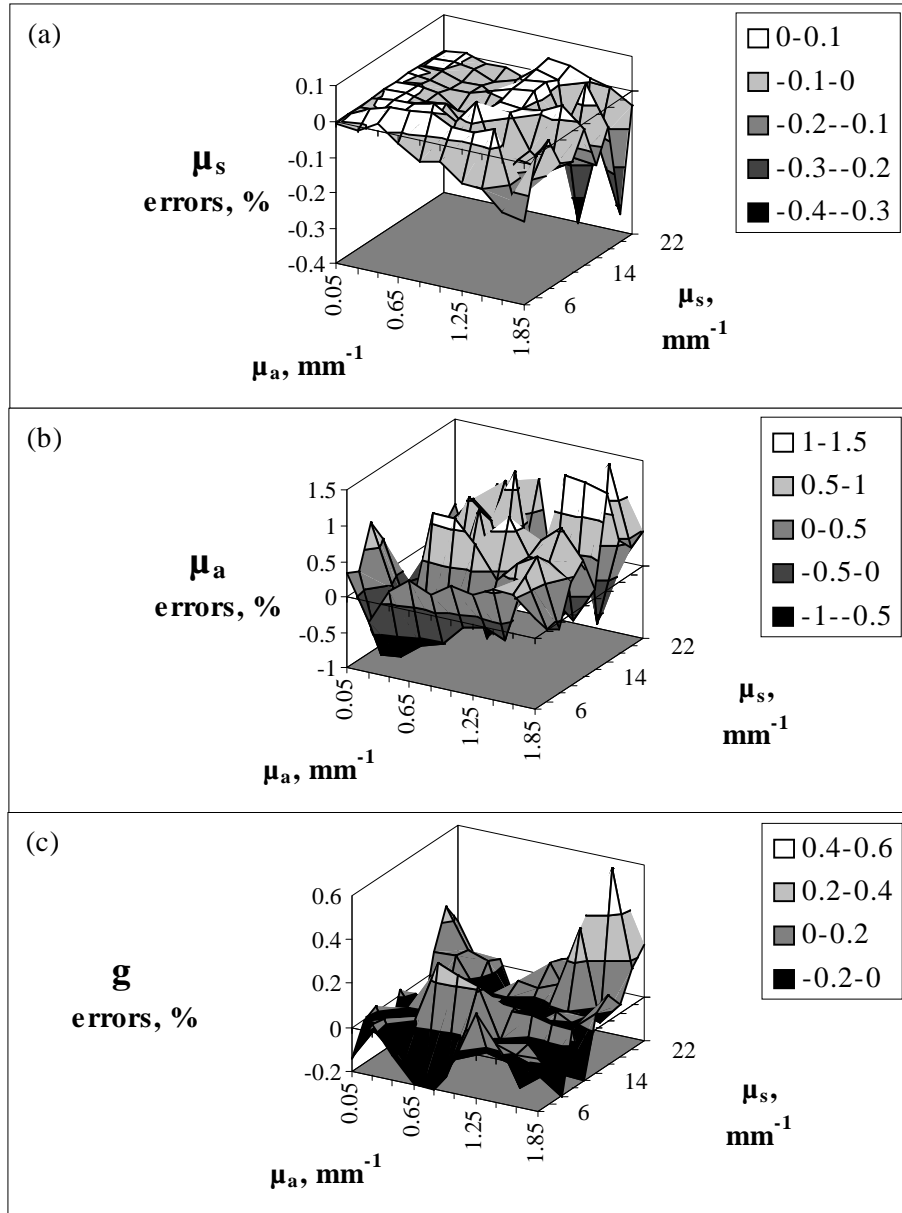 (a)
0.1
0
-0.1
-0.2
-0.3
-0.4
μs
errors, %
0.05
0.65
1.25
1.85
μa, mm-1
6
14
22
μs,
mm-1
0-0.1
-0.1-0
-0.2--0.1
-0.3--0.2
-0.4--0.3
(b)
1.5
1
0.5
0
-0.5
-1
μa
errors, %
0.05
0.65
1.25
1.85
μa, mm-1
6
14
22
μs,
mm-1
1-1.5
0.5-1
0-0.5
-0.5-0
-1--0.5
(c)
0.6
0.4
0.2
0
-0.2
g
errors, %
0.05
0.65
1.25
1.85
μa, mm-1
6
14
22
μs,
mm-1
0.4-0.6
0.2-0.4
0-0.2
-0.2-0